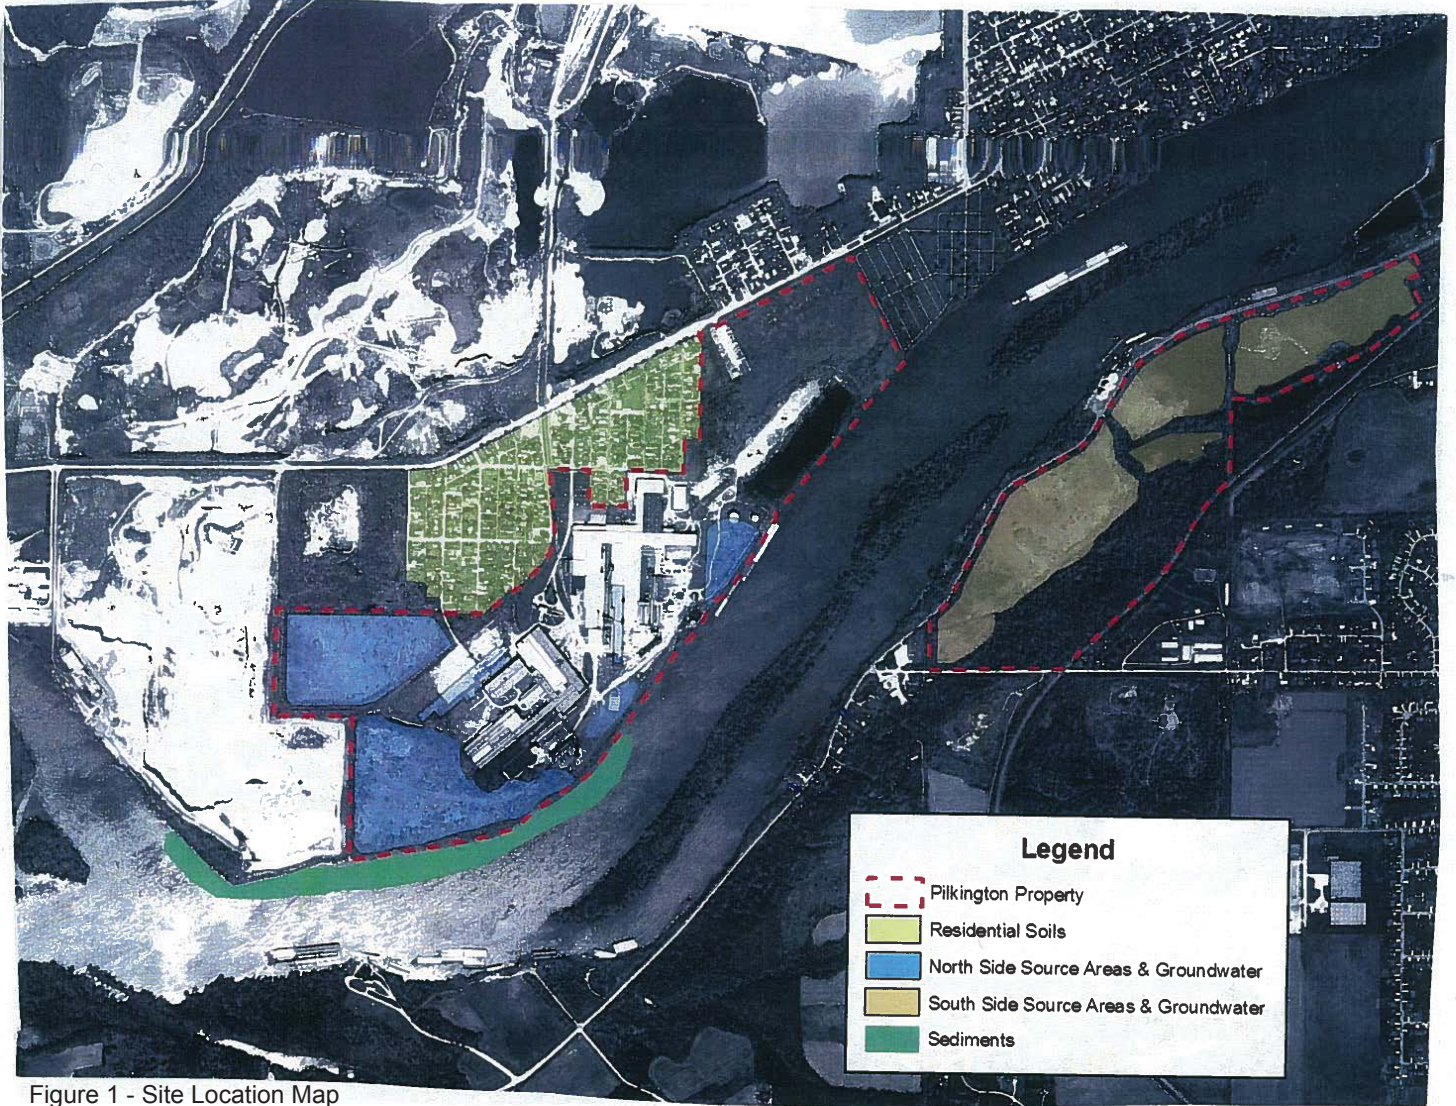 Legend
Pilkington Property
Residential Soils
North Side Source Areas & Groundwater
South Side Source Areas & Groundwater
Sediments
Figure 1 - Site Location Map